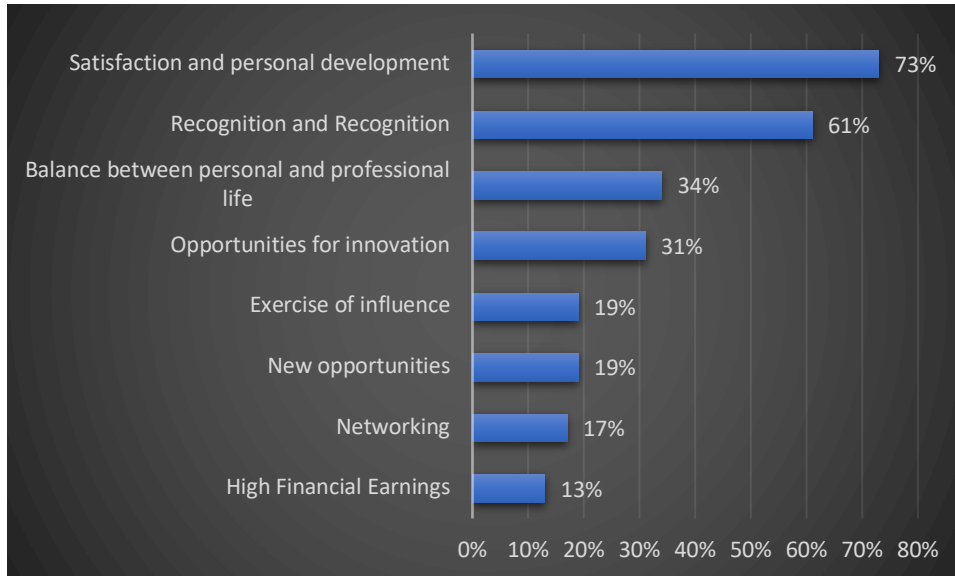 Satisfaction and personal development
73%
Recognition and Recognition
61%
Balance between personal and professional
life
34%
Opportunities for innovation
31%
Exercise of influence
19%
New opportunities
19%
Networking
17%
High Financial Earnings
13%
0% 10% 20% 30% 40% 50% 60% 70% 80%